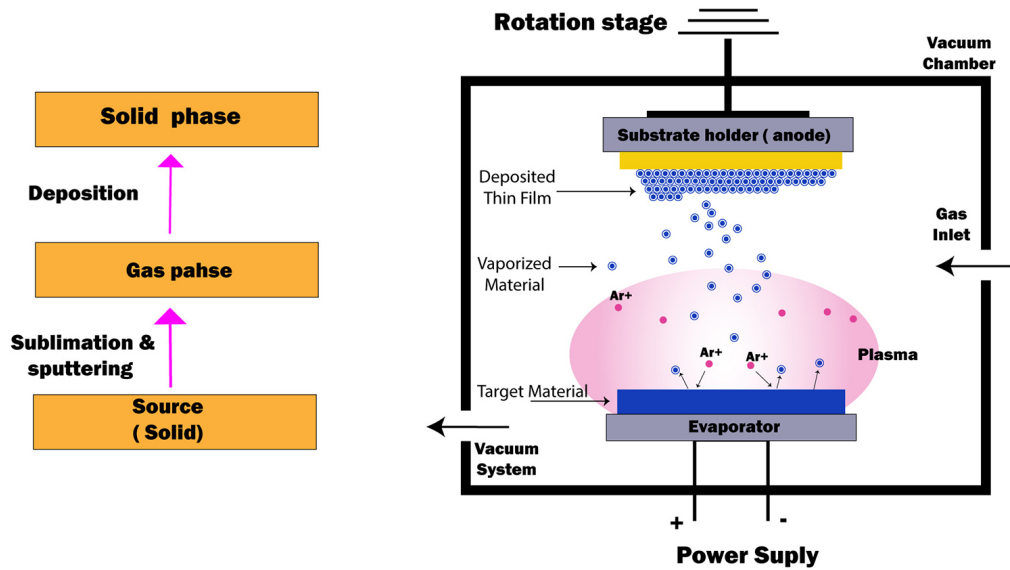 Solid phase
Deposition
Gas pahse
Sublimation &
sputtering
Source
( Solid)
Rotation stage
Vacuum
Chamber
Substrate holder ( anode)
Deposited
Thin Film
Gas
Inlet
Vaporized
Material
Ar+
Plasma
Ar+
Ar+
Target Material
Evaporator
Vacuum
System
+
-
Power Suply